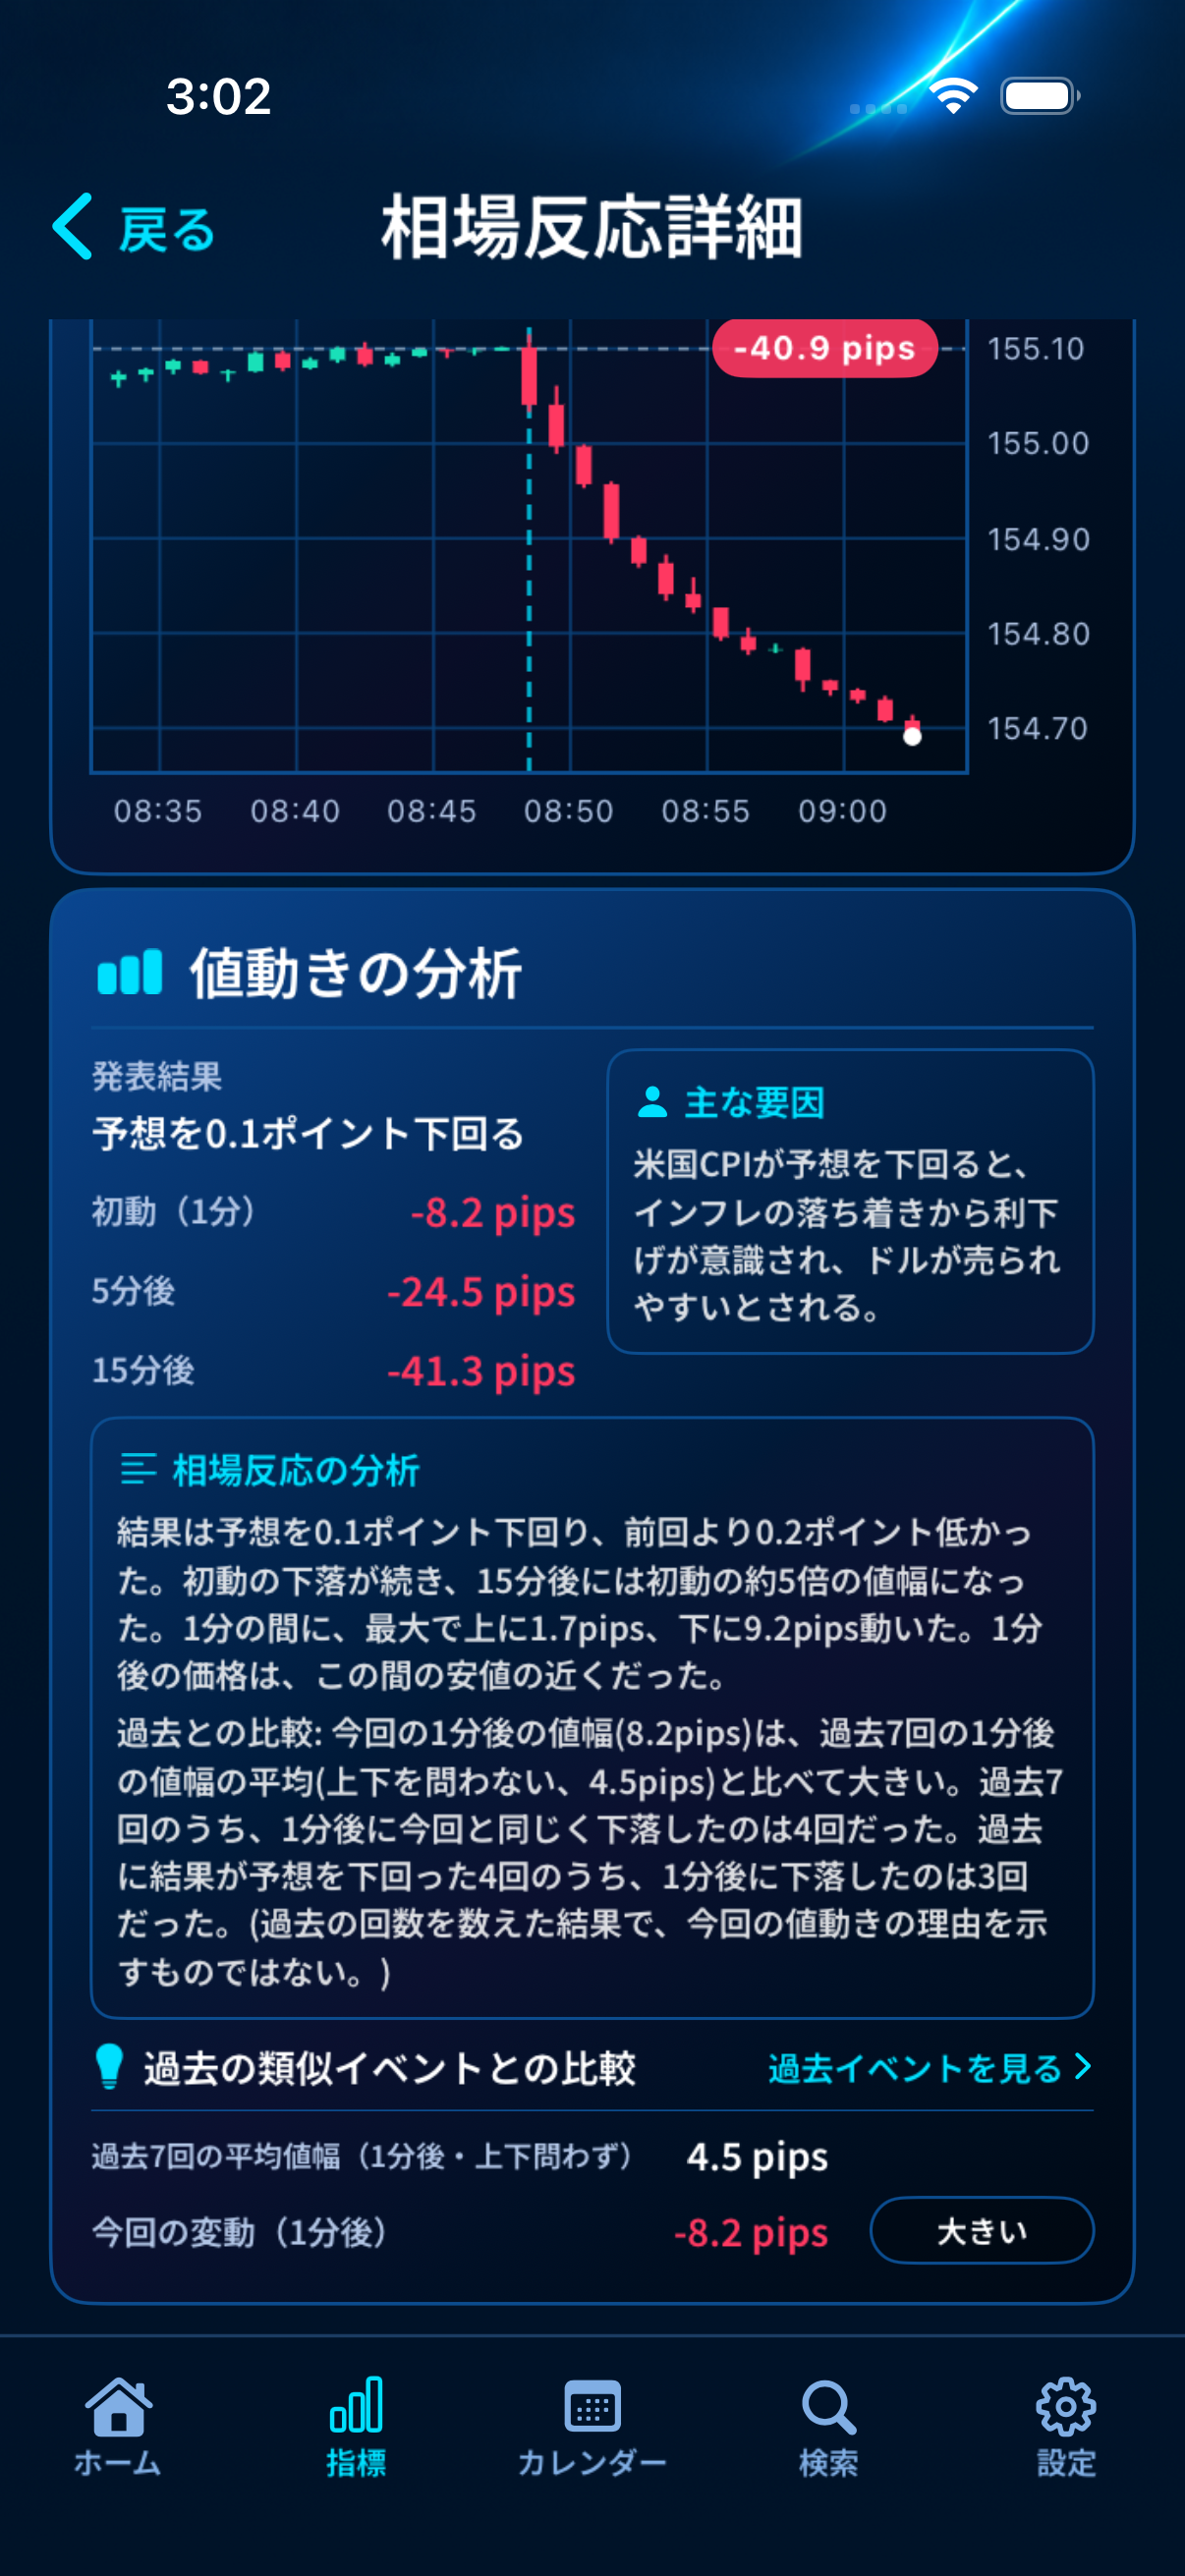 3:02
戻る
相場反応詳細
-40.9 pips
155.10
155.00
154.90
154.80
154.70
08:35 08:40 08:45 08:50 08:55 09:00
値動きの分析
発表結果
予想を0.1ポイント下回る
初動（1分） -8.2 pips
5分後 -24.5 pips
15分後 -41.3 pips
主な要因
米国CPIが予想を下回ると、
インフレの落ち着きから利下
げが意識され、ドルが売られ
やすいとされる。
相場反応の分析
結果は予想を0.1ポイント下回り、前回より0.2ポイント低かっ
た。初動の下落が続き、15分後には初動の約5倍の値幅になっ
た。1分の間に、最大で上に1.7pips、下に9.2pips動いた。1分
後の価格は、この間の安値の近くだった。
過去との比較: 今回の1分後の値幅(8.2pips)は、過去7回の1分後
の値幅の平均(上下を問わない、4.5pips)と比べて大きい。過去7
回のうち、1分後に今回と同じく下落したのは4回だった。過去
に結果が予想を下回った4回のうち、1分後に下落したのは3回
だった。(過去の回数を数えた結果で、今回の値動きの理由を示
すものではない。)
過去の類似イベントとの比較
過去イベントを見る
過去7回の平均値幅（1分後・上下問わず） 4.5 pips
今回の変動（1分後） -8.2 pips 大きい
ホーム 指標 カレンダー 検索 設定